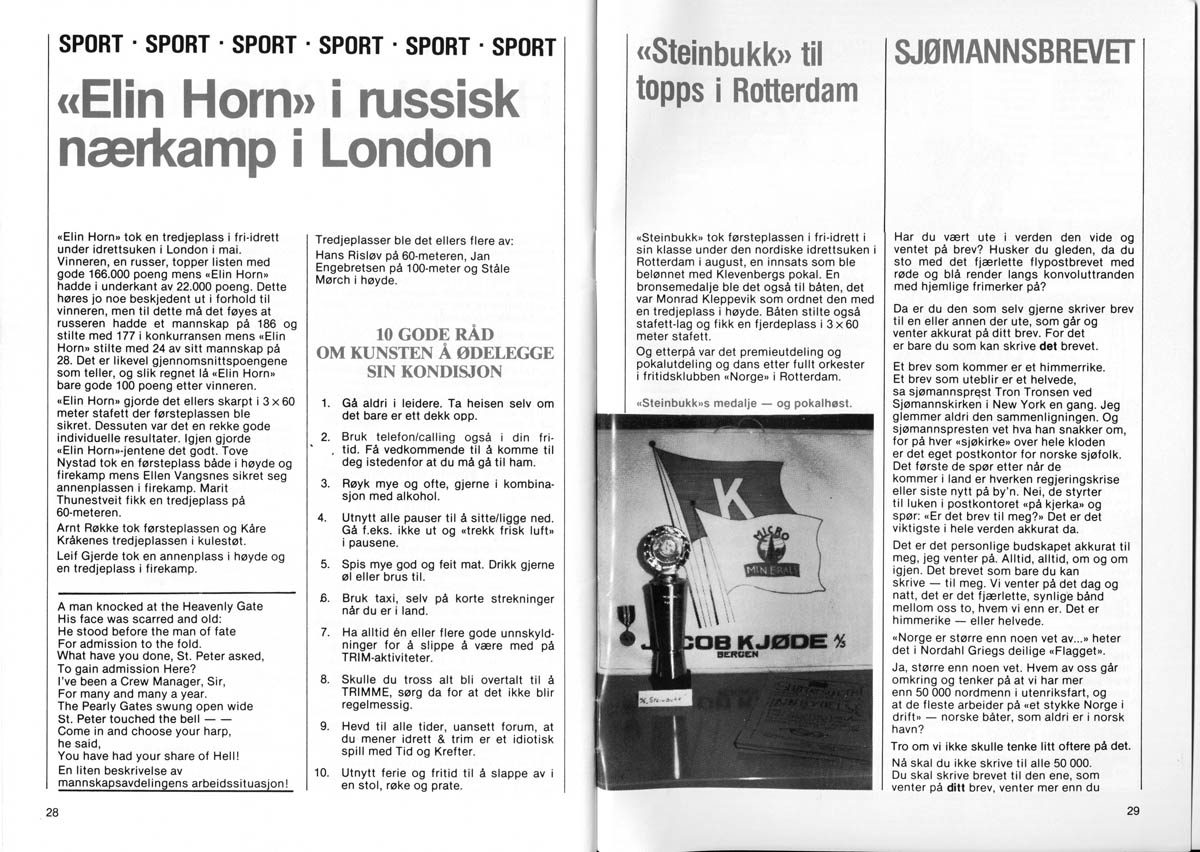 SPORT · SPORT · SPORT · SPORT · SPORT · SPORT
«Elin Horn» i russisk
nærkamp i London
«Elin Horn» tok en tredjeplass i fri-idrett
under idrettsuken i London i mai.
Vinneren, en russer, topper listen med
gode 166.000 poeng mens «Elin Horn»
hadde i underkant av 22.000 poeng. Dette
høres jo noe beskjedent ut i forhold til
vinneren, men til dette må det føyes at
russeren hadde et mannskap på 186 og
stilte med 177 i konkurransen mens «Elin
Horn» stilte med 24 av sitt mannskap på
28. Det er likevel gjennomsnittspoengene
som teller, og slik regnet lå «Elin Horn»
bare gode 100 poeng etter vinneren.
«Elin Horn» gjorde det ellers skarpt i 3 x 60
meter stafett der førsteplassen ble
sikret. Dessuten var det en rekke gode
individuelle resultater. Igjen gjorde
«Elin Horn»-jentene det godt. Tove
Nystad tok en førsteplass både i høyde og
firekamp mens Ellen Vangsnes sikret seg
annenplassen i firekamp. Marit
Thunestveit fikk en tredjeplass på
60-meteren.
Arnt Røkke tok førsteplassen og Kåre
Kråkenes tredjeplassen i kulestøt.
Leif Gjerde tok en annenplass i høyde og
en tredjeplass i firekamp.
A man knocked at the Heavenly Gate
His face was scarred and old:
He stood before the man of fate
For admission to the fold.
What have you done, St. Peter asked,
To gain admission Here?
I've been a Crew Manager, Sir,
For many and many a year.
The Pearly Gates swung open wide
St. Peter touched the bell — —
Come in and choose your harp,
he said,
You have had your share of Hell!
En liten beskrivelse av
mannskapsavdelingens arbeidssituasjon!
28
Tredjeplasser ble det ellers flere av:
Hans Risløv på 60-meteren, Jan
Engebretsen på 100-meter og Ståle
Mørch i høyde.
10 GODE RÅD
OM KUNSTEN Å ØDELEGGE
SIN KONDISJON
1. Gå aldri i leidere. Ta heisen selv om
det bare er ett dekk opp.
2. Bruk telefon/calling også i din fri-
tid. Få vedkommende til å komme til
deg istedenfor at du må gå til ham.
3. Røyk mye og ofte, gjerne i kombina-
sjon med alkohol.
4. Utnytt alle pauser til å sitte/ligge ned.
Gå f.eks. ikke ut og «trekk frisk luft»
i pausene.
5. Spis mye god og feit mat. Drikk gjerne
øl eller brus til.
6. Bruk taxi, selv på korte strekninger
når du er i land.
7. Ha alltid én eller flere gode unnskyld-
ninger for å slippe å være med på
TRIM-aktiviteter.
8. Skulle du tross alt bli overtalt til å
TRIMME, sørg da for at det ikke blir
regelmessig.
9. Hevd til alle tider, uansett forum, at
du mener idrett & trim er et idiotisk
spill med Tid og Krefter.
10. Utnytt ferie og fritid til å slappe av i
en stol, røke og prate.
«Steinbukk» til
topps i Rotterdam
«Steinbukk» tok førsteplassen i fri-idrett i
sin klasse under den nordiske idrettsuken i
Rotterdam i august, en innsats som ble
belønnet med Klevenbergs pokal. En
bronsemedalje ble det også til båten, det
var Monrad Kleppevik som ordnet den med
en tredjeplass i høyde. Båten stilte også
stafett-lag og fikk en fjerdeplass i 3 x 60
meter stafett.
Og etterpå var det premieutdeling og
pokalutdeling og dans etter fullt orkester
i fritidsklubben «Norge» i Rotterdam.
«Steinbukk»s medalje — og pokalhøst.
K
MICRO
MINERALS
J COB KJØDE A/S
BERGEN
SJØMANNSBREVET
Har du vært ute i verden den vide og
ventet på brev? Husker du gleden, da du
sto med det fjærlette flypostbrevet med
røde og blå render langs konvoluttranden
med hjemlige frimerker på?
Da er du den som selv gjerne skriver brev
til en eller annen der ute, som går og
venter akkurat på ditt brev. For det
er bare du som kan skrive det brevet.
Et brev som kommer er et himmerrike.
Et brev som uteblir er et helvede,
sa sjømannsprest Tron Tronsen ved
Sjømannskirken i New York en gang. Jeg
glemmer aldri den sammenligningen. Og
sjømannspresten vet hva han snakker om,
for på hver «sjøkirke» over hele kloden
er det eget postkontor for norske sjøfolk.
Det første de spør etter når de
kommer i land er hverken regjeringskrise
eller siste nytt på by'n. Nei, de styrter
til luken i postkontoret «på kjerka» og
spør: «Er det brev til meg?» Det er det
viktigste i hele verden akkurat da.
Det er det personlige budskapet akkurat til
meg, jeg venter på. Alltid, alltid, om og om
igjen. Det brevet som bare du kan
skrive — til meg. Vi venter på det dag og
natt, det er det fjærlette, synlige bånd
mellom oss to, hvem vi enn er. Det er
himmerike — eller helvede.
«Norge er større enn noen vet av...» heter
det i Nordahl Griegs deilige «Flagget».
Ja, større enn noen vet. Hvem av oss går
omkring og tenker på at vi har mer
enn 50 000 nordmenn i utenriksfart, og
at de fleste arbeider på «et stykke Norge i
drift» — norske båter, som aldri er i norsk
havn?
Tro om vi ikke skulle tenke litt oftere på det.
Nå skal du ikke skrive til alle 50 000.
Du skal skrive brevet til den ene, som
venter på ditt brev, venter mer enn du
29